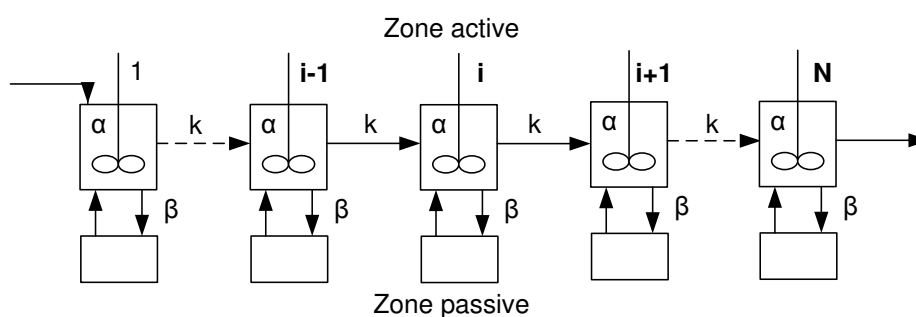 Zone active
1 i-1 i i+1 N
α α α α α
k k k k
β β β β β
Zone passive